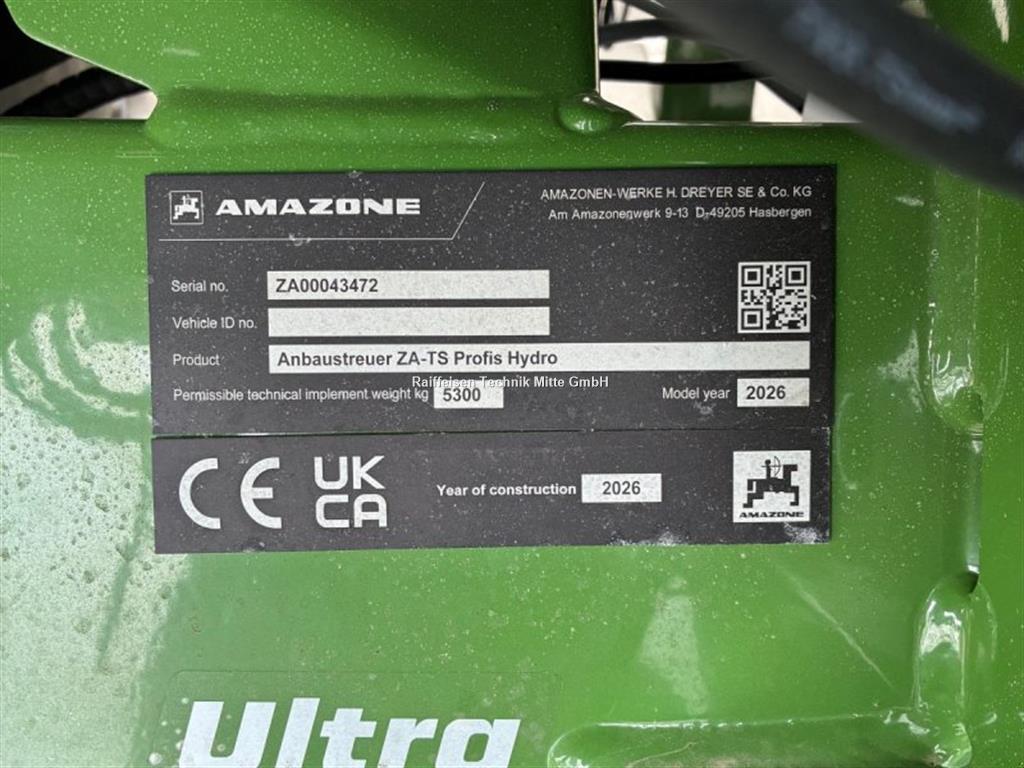 AMAZONE
AMAZONEN-WERKE H. DREYER SE & Co. KG
Am Amazonenwerk 9-13 D-49205 Hasbergen
Serial no. ZA00043472
Vehicle ID no.
Product Anbaustreuer ZA-TS Profis Hydro
Raiffeisen Technik Mitte GmbH
Permissible technical implement weight kg 5300 Model year 2026
CE UK CA Year of construction 2026
AMAZONE
Ultra